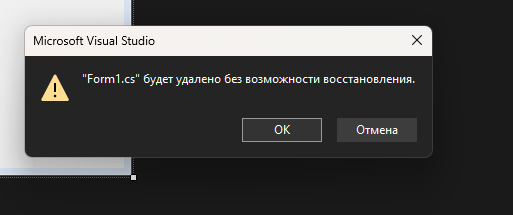 Microsoft Visual Studio
"Form1.cs" будет удалено без возможности восстановления.
OK
Отмена